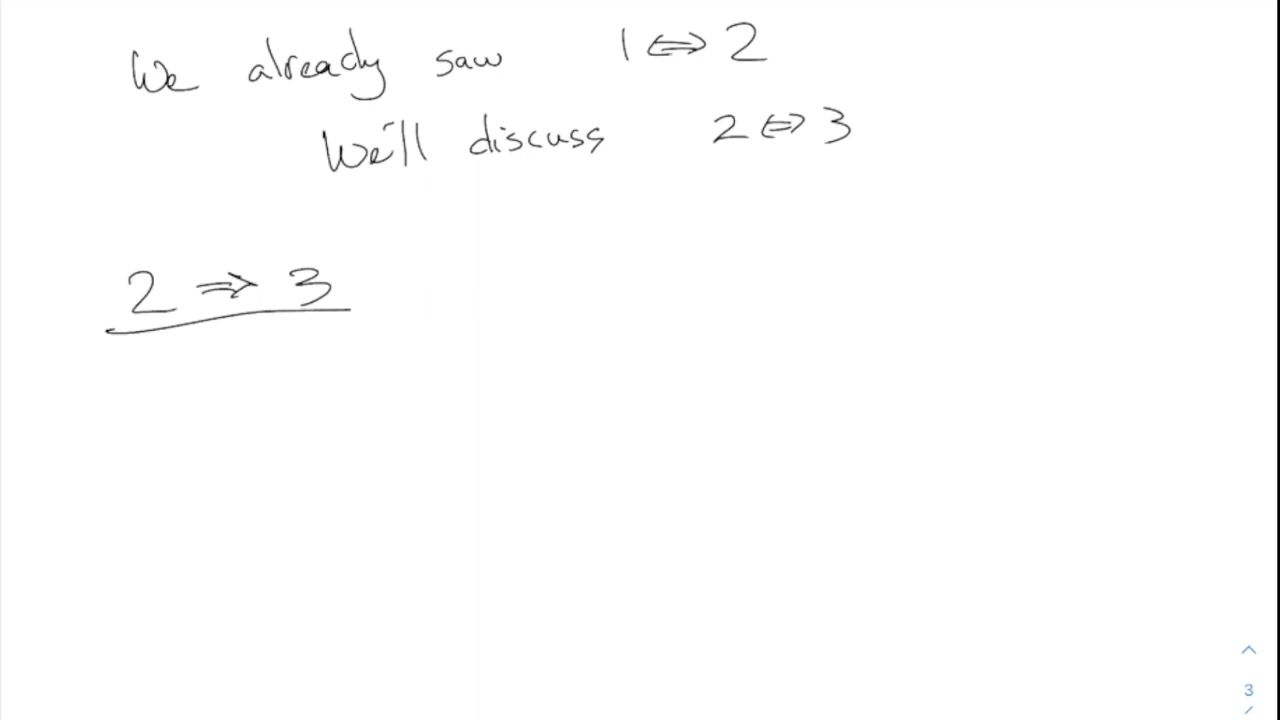 We already saw 1 ⇔ 2
We'll discuss 2 ⇔ 3
2 ⇒ 3
3